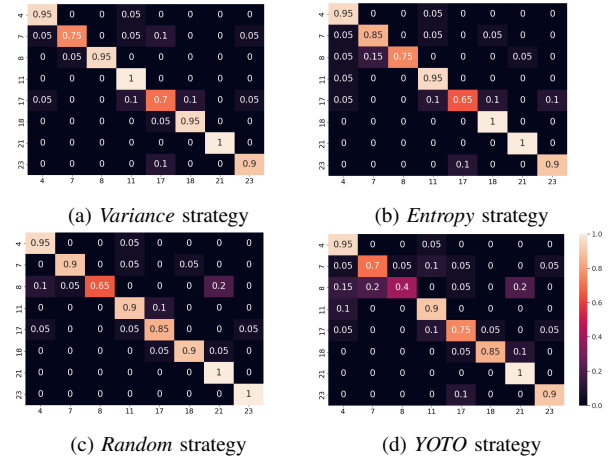 4 0.95 0 0 0.05 0 0 0 0
7 0.05 0.75 0 0.05 0.1 0 0 0.05
8 0 0.05 0.95 0 0 0 0 0
11 0 0 0 1 0 0 0 0
17 0.05 0 0 0.1 0.7 0.1 0 0.05
18 0 0 0 0 0.05 0.95 0 0
21 0 0 0 0 0 0 1 0
23 0 0 0 0 0.1 0 0 0.9
4 7 8 11 17 18 21 23
(a) Variance strategy
4 0.95 0 0 0.05 0 0 0 0
7 0.05 0.85 0 0.05 0 0.05 0 0
8 0.05 0.15 0.75 0 0 0 0.05 0
11 0.05 0 0 0.95 0 0 0 0
17 0.05 0 0 0.1 0.65 0.1 0 0.1
18 0 0 0 0 0 1 0 0
21 0 0 0 0 0 0 1 0
23 0 0 0 0 0.1 0 0 0.9
4 7 8 11 17 18 21 23
(b) Entropy strategy
4 0.95 0 0 0.05 0 0 0 0
7 0 0.9 0 0.05 0 0.05 0 0
8 0.1 0.05 0.65 0 0 0 0.2 0
11 0 0 0 0.9 0.1 0 0 0
17 0.05 0 0 0.05 0.85 0 0 0.05
18 0 0 0 0 0.05 0.9 0.05 0
21 0 0 0 0 0 0 1 0
23 0 0 0 0 0 0 0 1
4 7 8 11 17 18 21 23
(c) Random strategy
4 0.95 0 0 0.05 0 0 0 0
7 0 0.7 0.05 0.1 0.05 0 0 0.05
8 0.15 0.2 0.4 0 0.05 0 0.2 0
11 0.1 0 0 0.9 0 0 0 0
17 0.05 0 0 0.1 0.75 0.05 0 0.05
18 0 0 0 0 0.05 0.85 0.1 0
21 0 0 0 0 0 0 1 0
23 0 0 0 0 0.1 0 0 0.9
4 7 8 11 17 18 21 23
(d) YOTO strategy
1.0
0.8
0.6
0.4
0.2
0.0